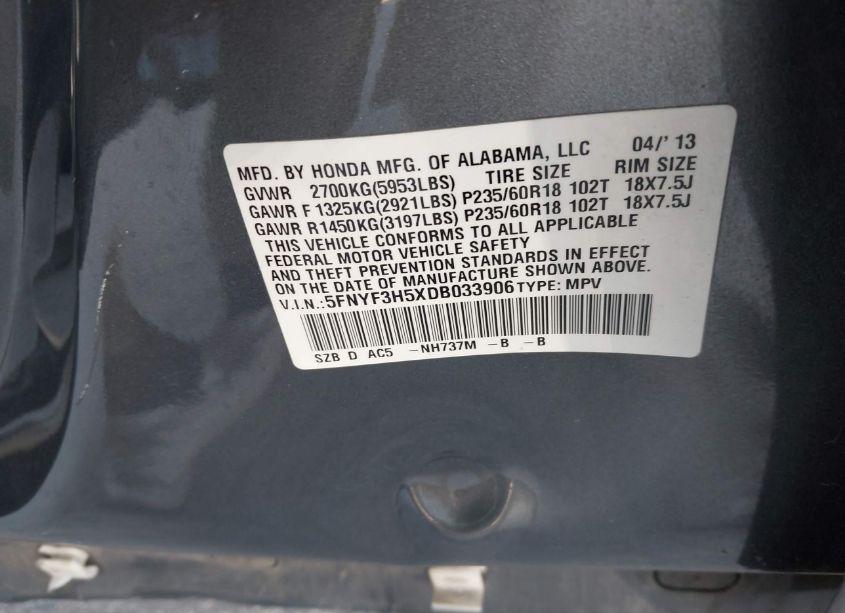 MFD. BY HONDA MFG. OF ALABAMA, LLC 04/' 13
GVWR 2700KG(5953LBS) TIRE SIZE RIM SIZE
GAWR F 1325KG(2921LBS) P235/60R18 102T 18X7.5J
GAWR R1450KG(3197LBS) P235/60R18 102T 18X7.5J
THIS VEHICLE CONFORMS TO ALL APPLICABLE
FEDERAL MOTOR VEHICLE SAFETY
AND THEFT PREVENTION STANDARDS IN EFFECT
ON THE DATE OF MANUFACTURE SHOWN ABOVE.
V.I.N.: 5FNYF3H5XDB033906 TYPE: MPV
SZB D AC5 -NH737M -B -B